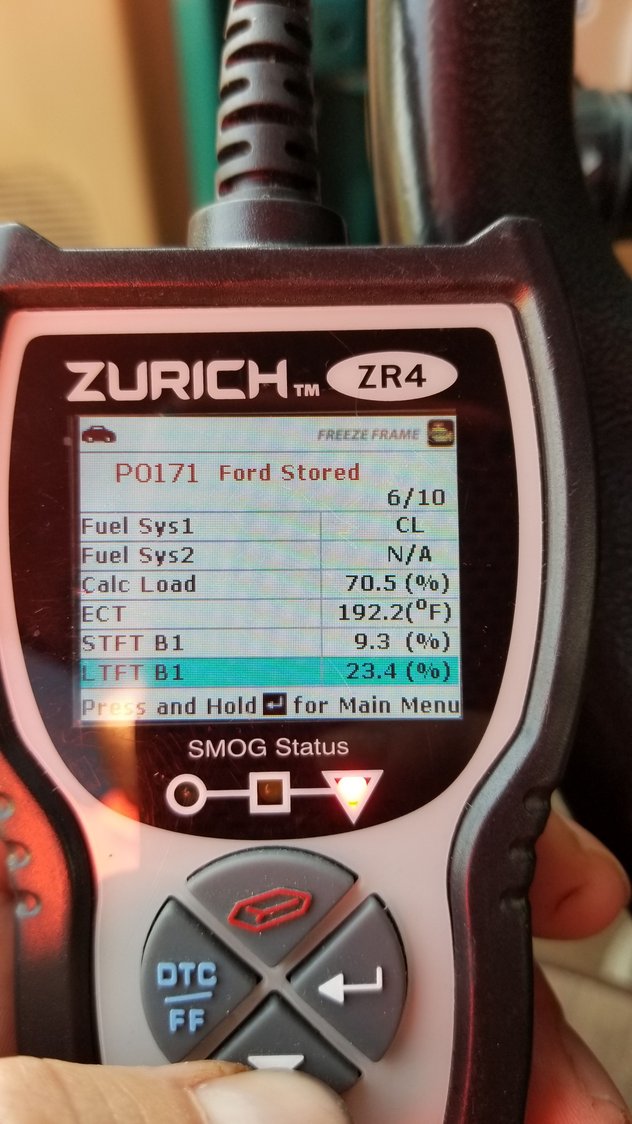 ZURICH™ ZR4
FREEZE FRAME
P0171 Ford Stored
6/10
Fuel Sys1 CL
Fuel Sys2 N/A
Calc Load 70.5 (%)
ECT 192.2(ºF)
STFT B1 9.3 (%)
LTFT B1 23.4 (%)
Press and Hold ↵ for Main Menu
SMOG Status
DTC
FF